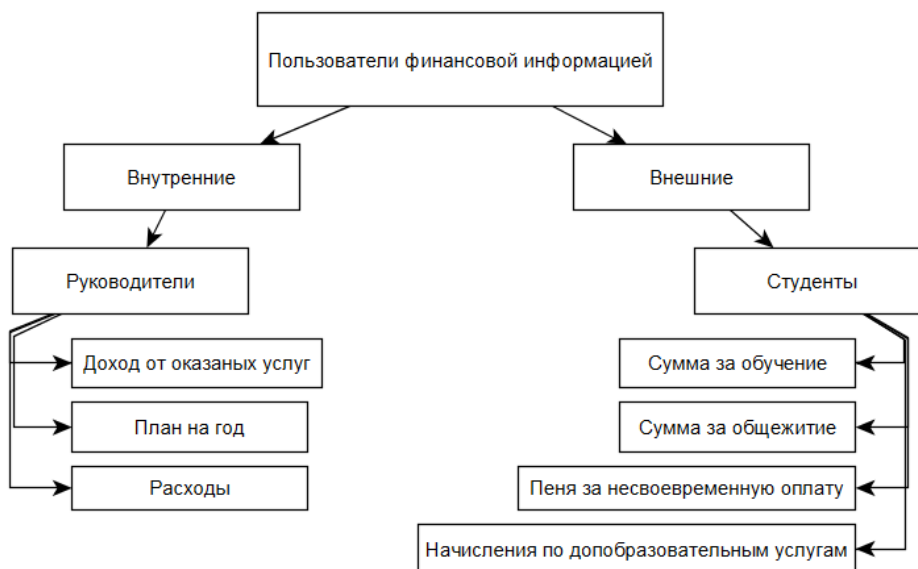 Пользователи финансовой информацией
Внутренние
Внешние
Руководители
Студенты
Доход от оказаных услуг
Сумма за обучение
План на год
Сумма за общежитие
Расходы
Пеня за несвоевременную оплату
Начисления по допобразовательным услугам